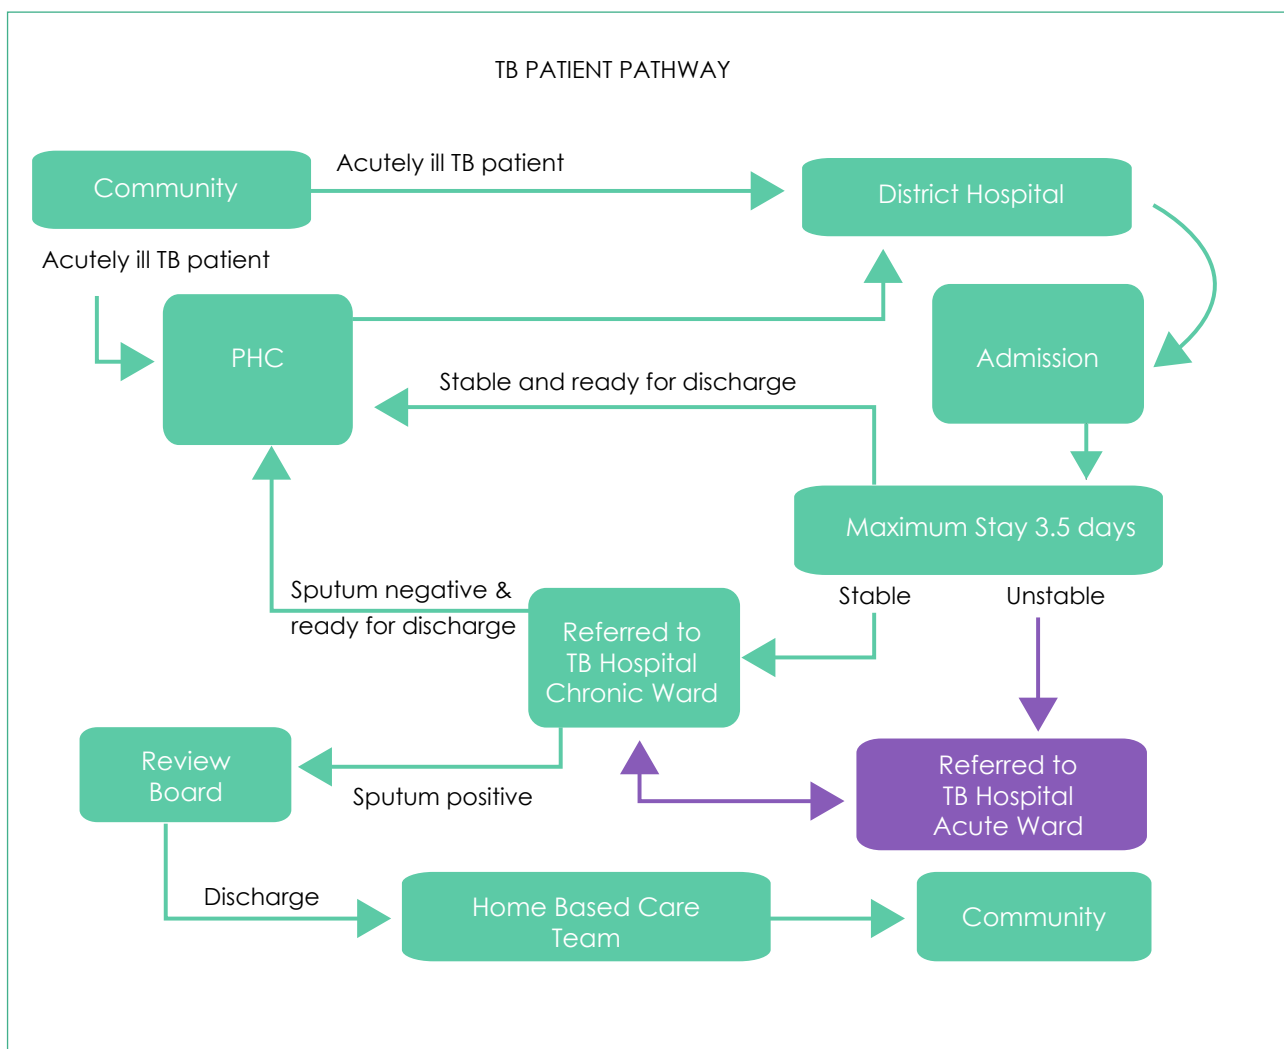 TB PATIENT PATHWAY
Community
Acutely ill TB patient
District Hospital
Acutely ill TB patient
PHC
Admission
Stable and ready for discharge
Maximum Stay 3.5 days
Sputum negative &
ready for discharge
Stable
Unstable
Referred to
TB Hospital
Chronic Ward
Review
Board
Sputum positive
Referred to
TB Hospital
Acute Ward
Discharge
Home Based Care
Team
Community